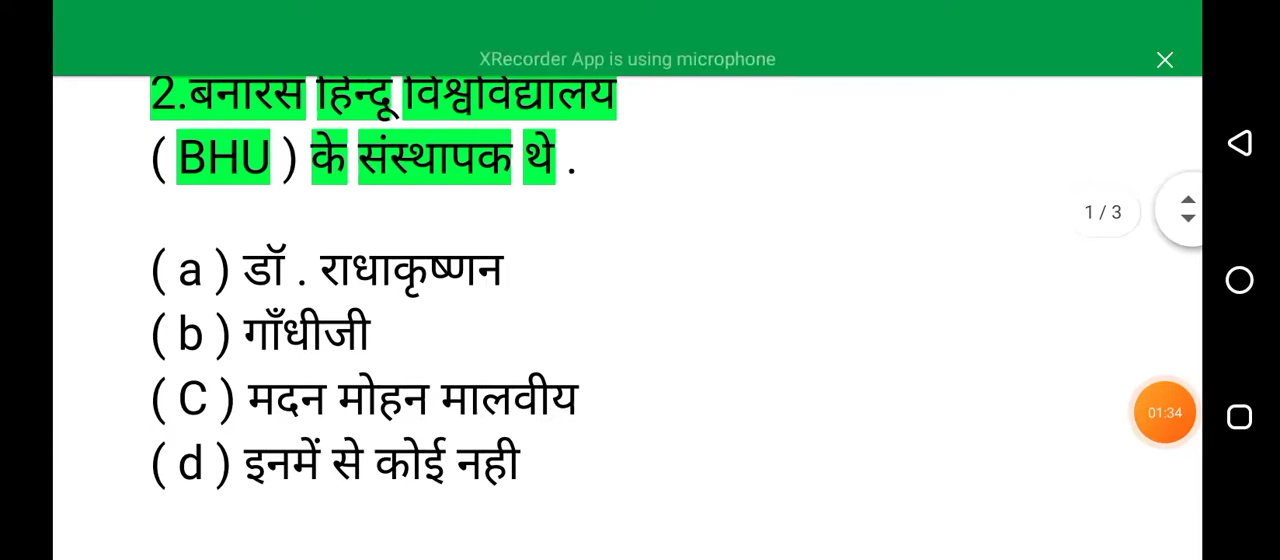 XRecorder App is using microphone
2.बनारस हिन्दू विश्वविद्यालय
( BHU ) के संस्थापक थे .
1 / 3
( a ) डॉ . राधाकृष्णन
( b ) गाँधीजी
( C ) मदन मोहन मालवीय
01:34
( d ) इनमें से कोई नही